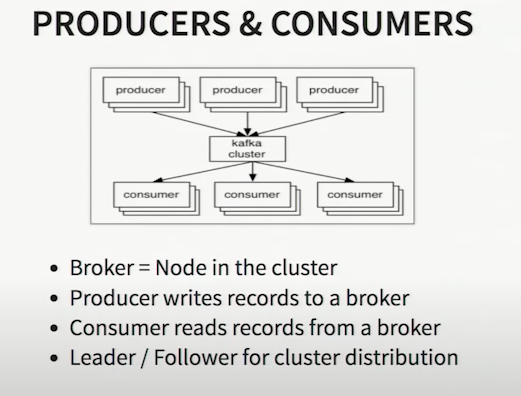 PRODUCERS & CONSUMERS
producer producer producer
kafka
cluster
consumer consumer consumer
• Broker = Node in the cluster
• Producer writes records to a broker
• Consumer reads records from a broker
• Leader / Follower for cluster distribution